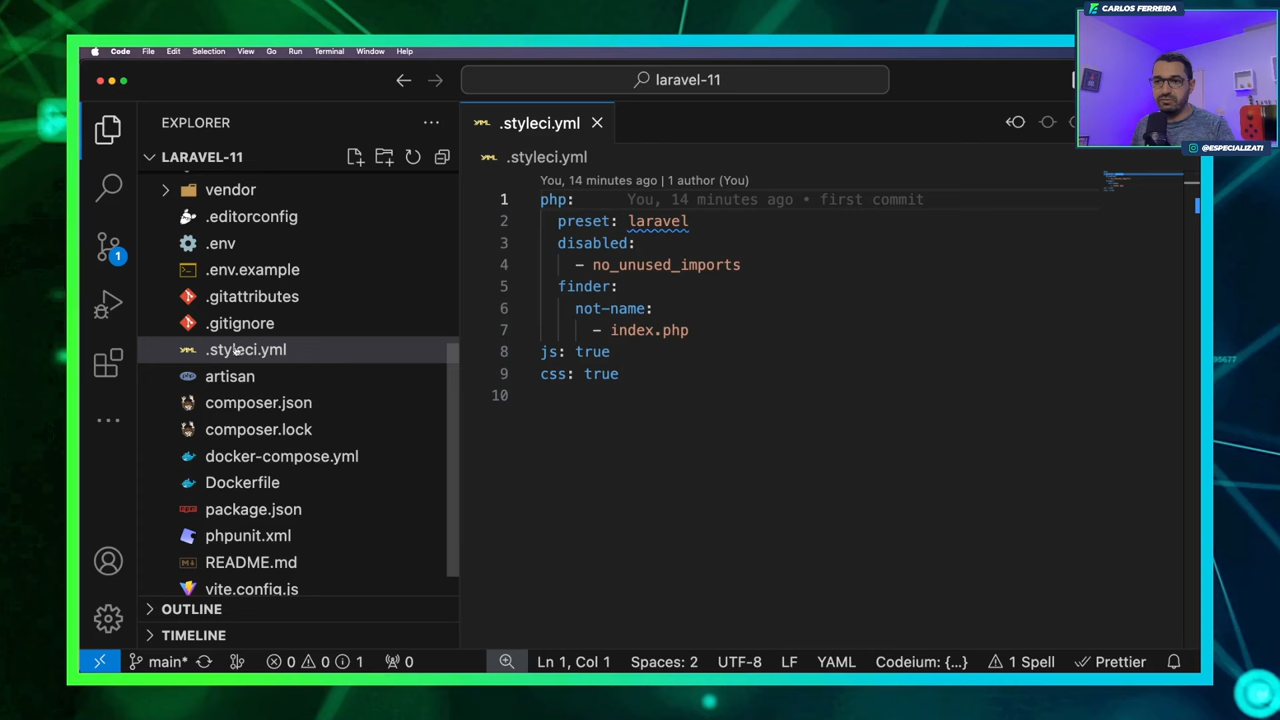 CARLOS FERREIRA
@ESPECIALIZATI
Code File Edit Selection View Go Run Terminal Window Help
laravel-11
EXPLORER
LARAVEL-11
vendor
.editorconfig
.env
.env.example
.gitattributes
.gitignore
.styleci.yml
artisan
composer.json
composer.lock
docker-compose.yml
Dockerfile
package.json
phpunit.xml
README.md
vite.config.js
OUTLINE
TIMELINE
.styleci.yml
.styleci.yml
You, 14 minutes ago | 1 author (You)
1 php: You, 14 minutes ago • first commit
2 preset: laravel
3 disabled:
4 - no_unused_imports
5 finder:
6 not-name:
7 - index.php
8 js: true
9 css: true
10
1
main* 0 0 1 0 Ln 1, Col 1 Spaces: 2 UTF-8 LF YAML Codeium: {...} 1 Spell Prettier